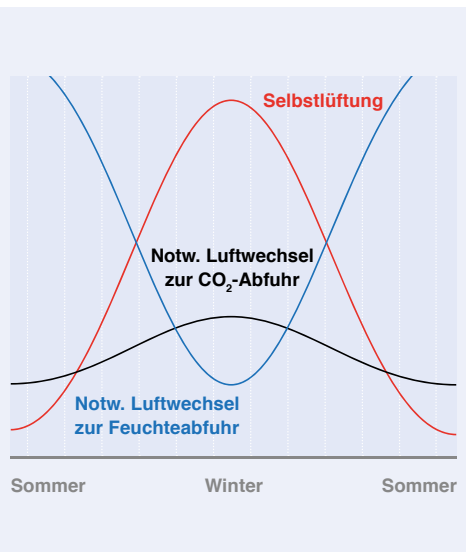 Selbstlüftung
Notw. Luftwechsel
zur CO₂-Abfuhr
Notw. Luftwechsel
zur Feuchteabfuhr
Sommer Winter Sommer